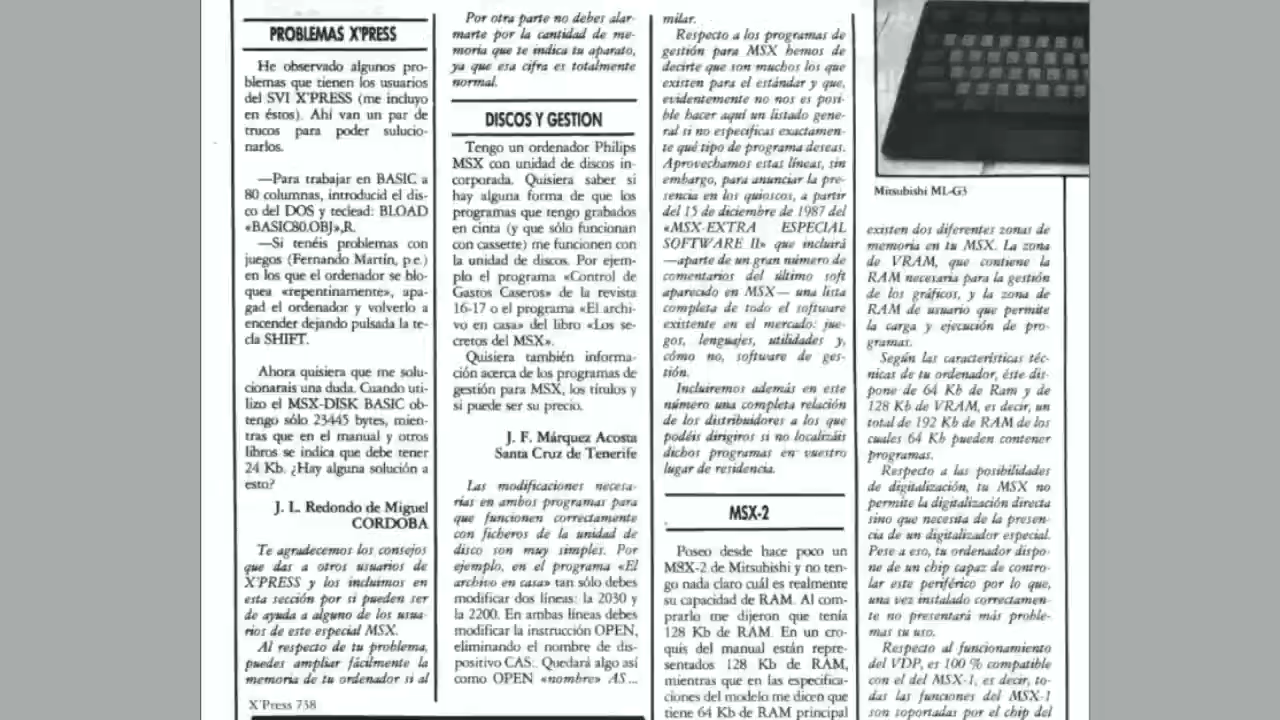 PROBLEMAS X'PRESS
He observado algunos pro-
blemas que tienen los usuarios
del SVI X'PRESS (me incluyo
en éstos). Ahí van un par de
trucos para poder sulucio-
narlos.
—Para trabajar en BASIC a
80 columnas, introducid el dis-
co del DOS y teclead: BLOAD
«BASIC80.OBJ»,R.
—Si tenéis problemas con
juegos (Fernando Martín, p.e.)
en los que el ordenador se blo-
quea «repentinamente», apa-
gad el ordenador y volverlo a
encender dejando pulsada la te-
cla SHIFT.
Ahora quisiera que me solu-
cionarais una duda. Cuando uti-
lizo el MSX-DISK BASIC ob-
tengo sólo 23445 bytes, mien-
tras que en el manual y otros
libros se indica que debe tener
24 Kb. ¿Hay alguna solución a
esto?
J. L. Redondo de Miguel
CORDOBA
Te agradecemos los consejos
que das a otros usuarios de
X'PRESS y los incluimos en
esta sección por si pueden ser
de ayuda a alguno de los usua-
rios de este especial MSX.
Al respecto de tu problema,
puedes ampliar fácilmente la
memoria de tu ordenador si al
X'Press 738
Por otra parte no debes alar-
marte por la cantidad de me-
moria que te indica tu aparato,
ya que esa cifra es totalmente
normal.
DISCOS Y GESTION
Tengo un ordenador Philips
MSX con unidad de discos in-
corporada. Quisiera saber si
hay alguna forma de que los
programas que tengo grabados
en cinta (y que sólo funcionan
con cassette) me funcionen con
la unidad de discos. Por ejem-
plo el programa «Control de
Gastos Caseros» de la revista
16-17 o el programa «El archi-
vo en casa» del libro «Los se-
cretos del MSX».
Quisiera también informa-
ción acerca de los programas de
gestión para MSX, los títulos y
si puede ser su precio.
J. F. Márquez Acosta
Santa Cruz de Tenerife
Las modificaciones necesa-
rías en ambos programas para
que funcionen correctamente
con ficheros de la unidad de
disco son muy simples. Por
ejemplo, en el programa «El
archivo en casa» tan sólo debes
modificar dos líneas: la 2030 y
la 2200. En ambas líneas debes
modificar la instrucción OPEN,
eliminando el nombre de dis-
positivo CAS:. Quedará algo así
como OPEN «nombre» AS...
milar.
Respecto a los programas de
gestión para MSX hemos de
decirte que son muchos los que
existen para el estándar y que,
evidentemente no nos es posi-
ble hacer aquí un listado gene-
ral si no especificas exactamen-
te qué tipo de programa deseas.
Aprovechamos estas líneas, sin
embargo, para anunciar la pre-
sencia en los quioscos, a partir
del 15 de diciembre de 1987 del
«MSX-EXTRA ESPECIAL
SOFTWARE II» que incluirá
—aparte de un gran número de
comentarios del último soft
aparecido en MSX— una lista
completa de todo el software
existente en el mercado: jue-
gos, lenguajes, utilidades y,
cómo no, software de ges-
tión.
Incluiremos además en este
número una completa relación
de los distribuidores a los que
podéis dirigiros si no localizáis
dichos programas en vuestro
lugar de residencia.
MSX-2
Poseo desde hace poco un
MSX-2 de Mitsubishi y no ten-
go nada claro cuál es realmente
su capacidad de RAM. Al com-
prarlo me dijeron que tenía
128 Kb de RAM. En un cro-
quis del manual están repre-
sentados 128 Kb de RAM,
mientras que en las especifica-
ciones del modelo me dicen que
tiene 64 Kb de RAM principal
Mitsubishi ML-G3
existen dos diferentes zonas de
memoria en tu MSX. La zona
de VRAM, que contiene la
RAM necesaria para la gestión
de los gráficos, y la zona de
RAM de usuario que permite
la carga y ejecución de pro-
gramas.
Según las características téc-
nicas de tu ordenador, éste dis-
pone de 64 Kb de Ram y de
128 Kb de VRAM, es decir, un
total de 192 Kb de RAM de los
cuales 64 Kb pueden contener
programas.
Respecto a las posibilidades
de digitalización, tu MSX no
permite la digitalización directa
sino que necesita de la presen-
cia de un digitalizador especial.
Pese a eso, tu ordenador dispo-
ne de un chip capaz de contro-
lar este periférico por lo que,
una vez instalado correctamen-
te no presentará más proble-
mas su uso.
Respecto al funcionamiento
del VDP, es 100 % compatible
con el del MSX-1, es decir, to-
das las funciones del MSX-1
son soportadas por el chip del